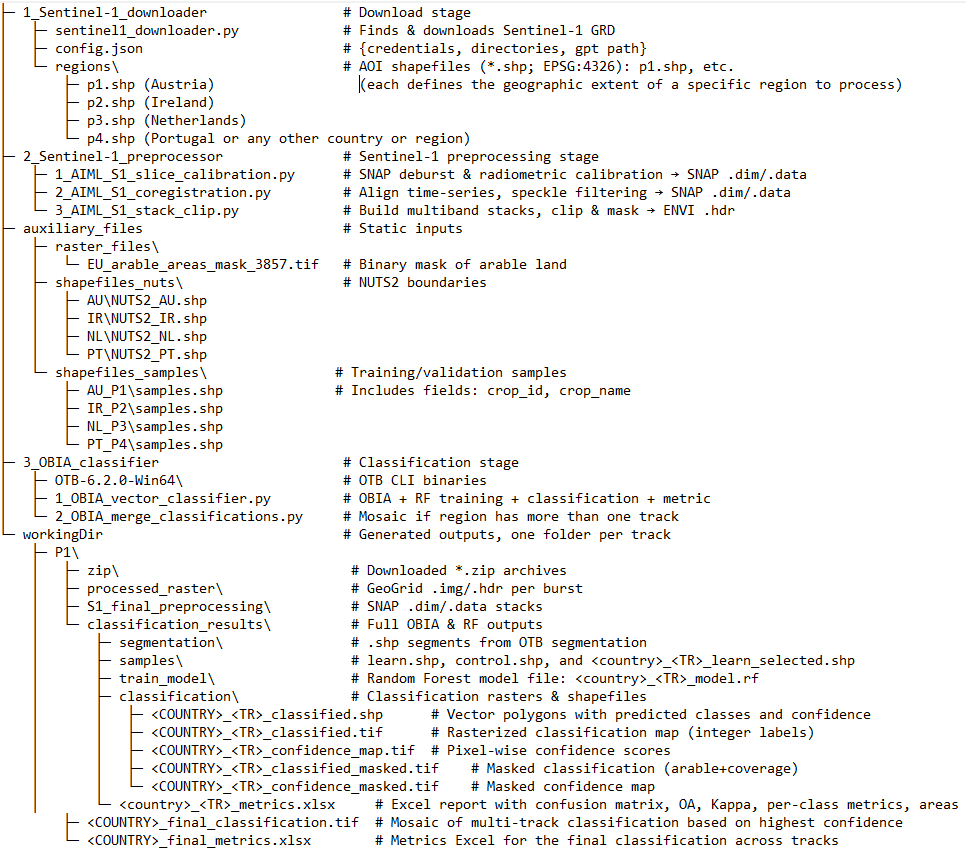 ├─ 1_Sentinel-1_downloader # Download stage
│ ├─ sentinel1_downloader.py # Finds & downloads Sentinel-1 GRD
│ ├─ config.json # {credentials, directories, gpt path}
│ └─ regions\ # AOI shapefiles (*.shp; EPSG:4326): p1.shp, etc.
│ ├─ p1.shp (Austria) (each defines the geographic extent of a specific region to process)
│ ├─ p2.shp (Ireland)
│ ├─ p3.shp (Netherlands)
│ └─ p4.shp (Portugal or any other country or region)
├─ 2_Sentinel-1_preprocessor # Sentinel-1 preprocessing stage
│ ├─ 1_AIML_S1_slice_calibration.py # SNAP deburst & radiometric calibration → SNAP .dim/.data
│ ├─ 2_AIML_S1_coregistration.py # Align time-series, speckle filtering → SNAP .dim/.data
│ └─ 3_AIML_S1_stack_clip.py # Build multiband stacks, clip & mask → ENVI .hdr
├─ auxiliary_files # Static inputs
│ ├─ raster_files\
│ │ └─ EU_arable_areas_mask_3857.tif # Binary mask of arable land
│ ├─ shapefiles_nuts\ # NUTS2 boundaries
│ │ ├─ AU\NUTS2_AU.shp
│ │ ├─ IR\NUTS2_IR.shp
│ │ ├─ NL\NUTS2_NL.shp
│ │ └─ PT\NUTS2_PT.shp
│ └─ shapefiles_samples\ # Training/validation samples
│ ├─ AU_P1\samples.shp # Includes fields: crop_id, crop_name
│ ├─ IR_P2\samples.shp
│ ├─ NL_P3\samples.shp
│ └─ PT_P4\samples.shp
├─ 3_OBIA_classifier # Classification stage
│ ├─ OTB-6.2.0-Win64\ # OTB CLI binaries
│ ├─ 1_OBIA_vector_classifier.py # OBIA + RF training + classification + metric
│ └─ 2_OBIA_merge_classifications.py # Mosaic if region has more than one track
└─ workingDir # Generated outputs, one folder per track
├─ P1\
│ ├─ zip\ # Downloaded *.zip archives
│ ├─ processed_raster\ # GeoGrid .img/.hdr per burst
│ ├─ S1_final_preprocessing\ # SNAP .dim/.data stacks
│ └─ classification_results\ # Full OBIA & RF outputs
│ ├─ segmentation\ # .shp segments from OTB segmentation
│ ├─ samples\ # learn.shp, control.shp, and <country>_<TR>_learn_selected.shp
│ ├─ train_model\ # Random Forest model file: <country>_<TR>_model.rf
│ ├─ classification\ # Classification rasters & shapefiles
│ │ ├─ <COUNTRY>_<TR>_classified.shp # Vector polygons with predicted classes and confidence
│ │ ├─ <COUNTRY>_<TR>_classified.tif # Rasterized classification map (integer labels)
│ │ ├─ <COUNTRY>_<TR>_confidence_map.tif # Pixel-wise confidence scores
│ │ ├─ <COUNTRY>_<TR>_classified_masked.tif # Masked classification (arable+coverage)
│ │ └─ <COUNTRY>_<TR>_confidence_masked.tif # Masked confidence map
│ └─ <country>_<TR>_metrics.xlsx # Excel report with confusion matrix, OA, Kappa, per-class metrics, areas
├─ <COUNTRY>_final_classification.tif # Mosaic of multi-track classification based on highest confidence
└─ <COUNTRY>_final_metrics.xlsx # Metrics Excel for the final classification across tracks